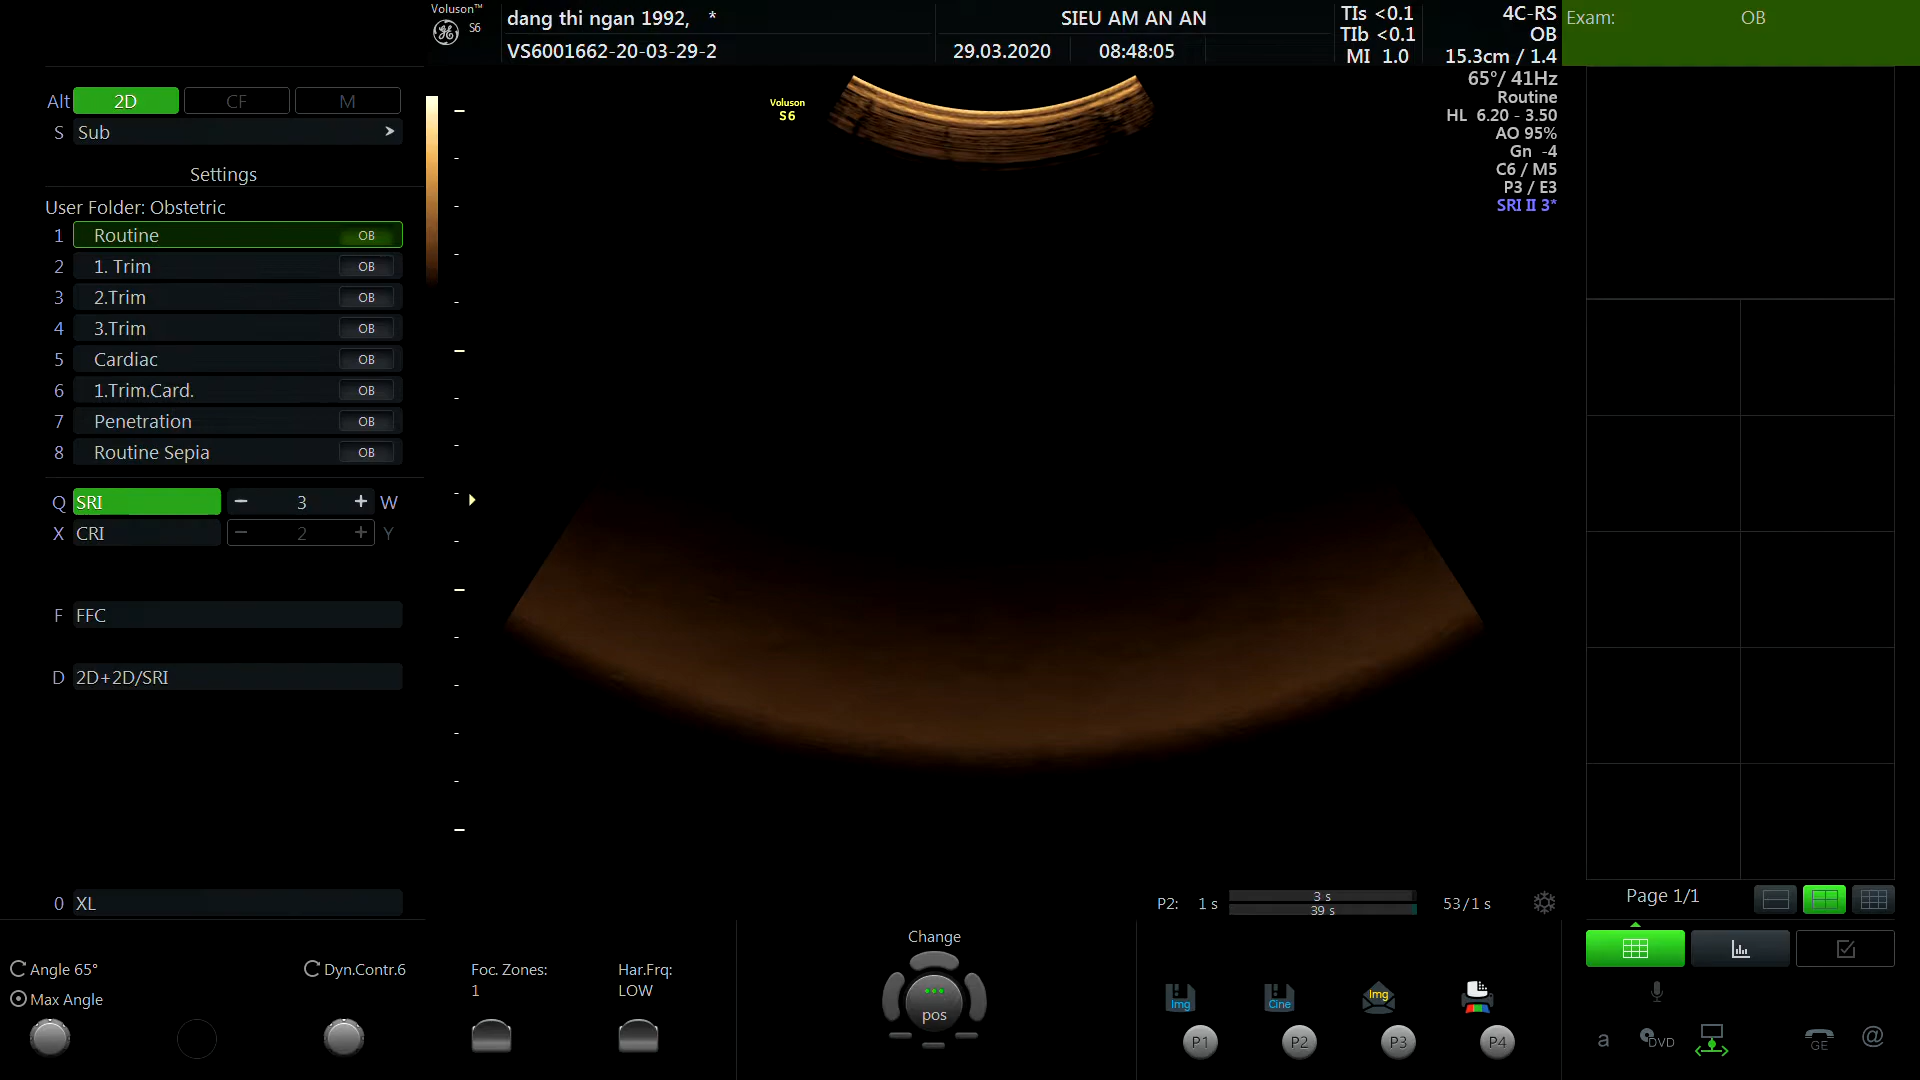 Voluson™
S6
dang thi ngan 1992, *
SIEU AM AN AN
VS6001662-20-03-29-2
29.03.2020
08:48:05
TIs <0.1
TIb <0.1
MI 1.0
4C-RS
OB
15.3cm / 1.4
Exam: OB
65°/ 41Hz
Routine
HL 6.20 - 3.50
AO 95%
Gn -4
C6 / M5
P3 / E3
SRI II 3*
Voluson
S6
Alt 2D CF M
S Sub >
Settings
User Folder: Obstetric
1 Routine OB
2 1. Trim OB
3 2.Trim OB
4 3.Trim OB
5 Cardiac OB
6 1.Trim.Card. OB
7 Penetration OB
8 Routine Sepia OB
Q SRI − 3 + W
X CRI − 2 + Y
F FFC
D 2D+2D/SRI
0 XL
P2: 1 s
3 s
39 s
53/1 s
Page 1/1
Angle 65°
Max Angle
Dyn.Contr.6
Foc. Zones:
1
Har.Frq:
LOW
Change
pos
Img
Cine
Img
P1
P2
P3
P4
a
DVD
GE
@